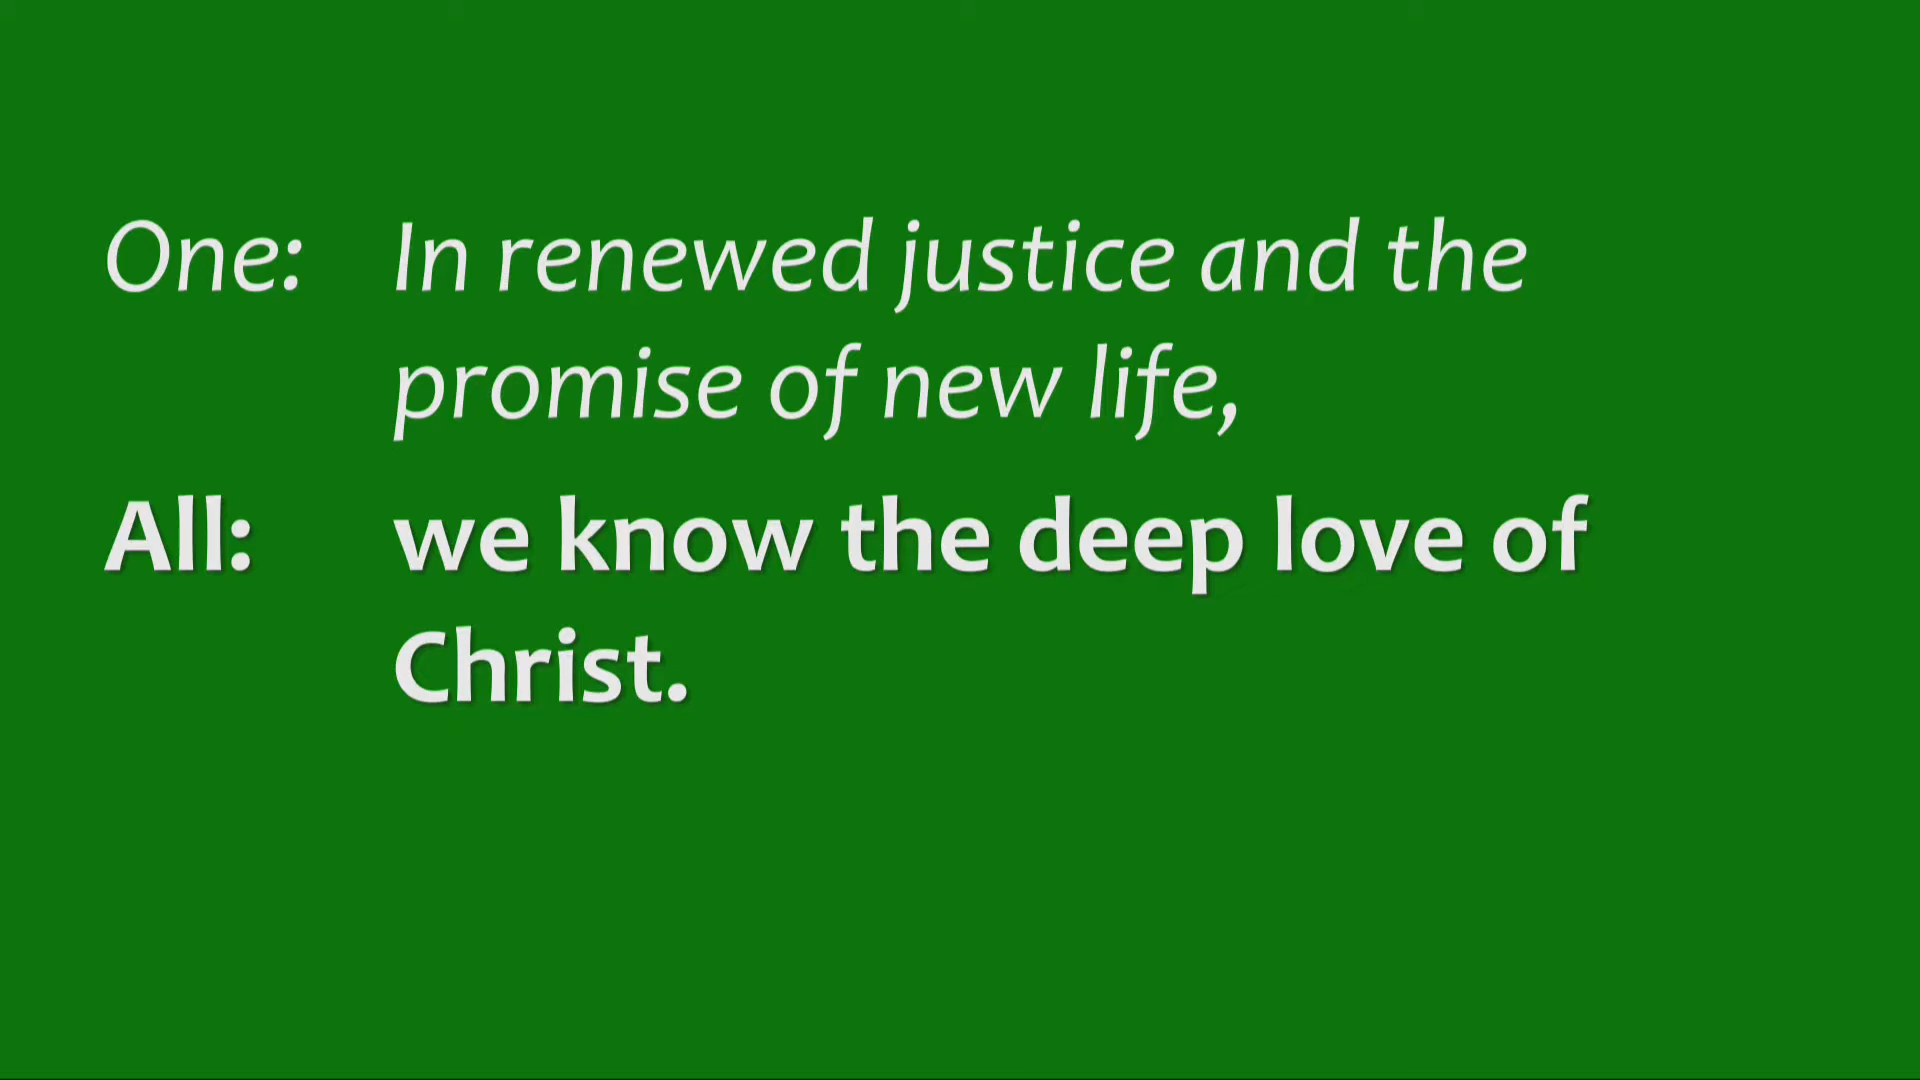 One: In renewed justice and the
promise of new life,
All: we know the deep love of
Christ.